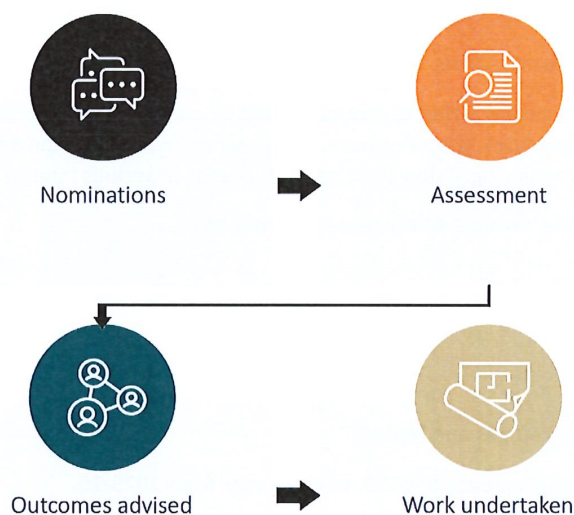 Nominations
Assessment
Outcomes advised
Work undertaken